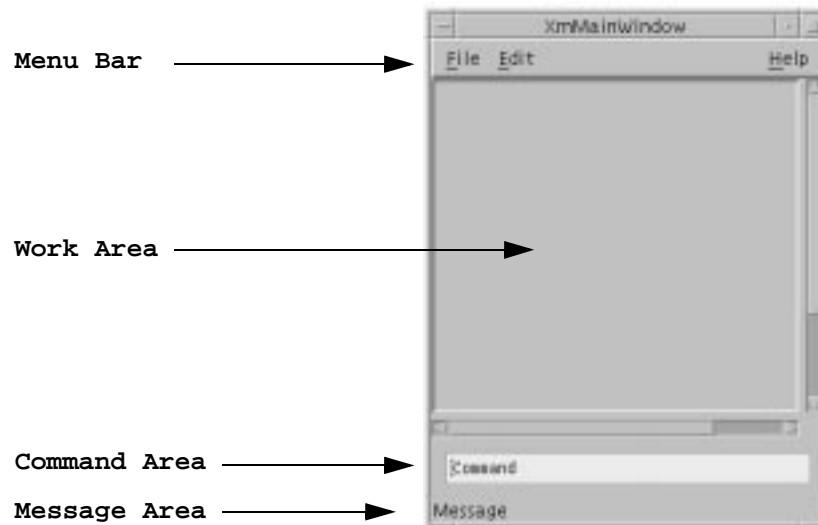 XmMainWindow
Menu Bar
File Edit Help
Work Area
Command Area
Command
Message Area
Message